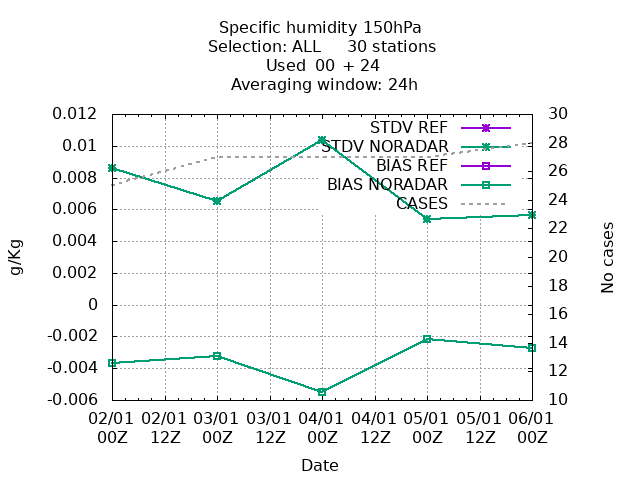 Specific humidity 150hPa
Selection: ALL     30 stations
Used  00  + 24
Averaging window: 24h
0.012
0.01
0.008
0.006
0.004
0.002
0
-0.002
-0.004
-0.006
g/Kg
STDV REF
STDV NORADAR
BIAS REF
BIAS NORADAR
CASES
30
28
26
24
22
20
18
16
14
12
10
No cases
02/01 12/01 03/01 03/01 04/01 04/01 05/01 05/01 06/01
00Z 12Z 00Z 12Z 00Z 12Z 00Z 12Z 00Z
Date